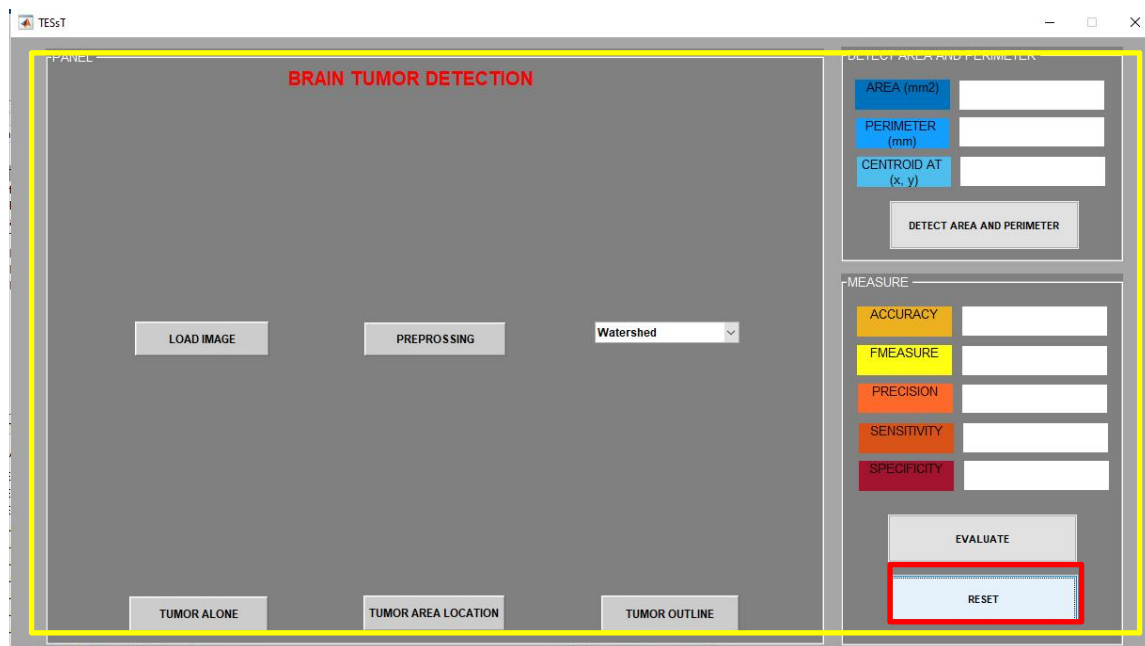 TESsT
PANEL
BRAIN TUMOR DETECTION
LOAD IMAGE
PREPROSSING
Watershed
TUMOR ALONE
TUMOR AREA LOCATION
TUMOR OUTLINE
DETECT AREA AND PERIMETER
AREA (mm2)
PERIMETER
(mm)
CENTROID AT
(x, y)
DETECT AREA AND PERIMETER
MEASURE
ACCURACY
FMEASURE
PRECISION
SENSITIVITY
SPECIFICITY
EVALUATE
RESET